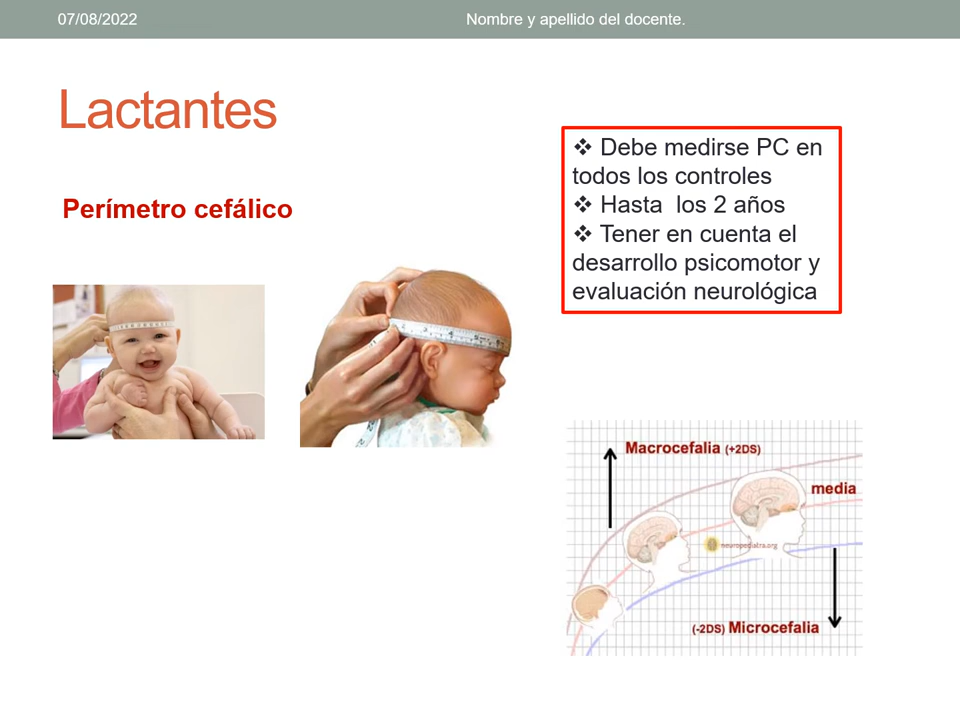 07/08/2022
Nombre y apellido del docente.
Lactantes
Perímetro cefálico
❖ Debe medirse PC en
todos los controles
❖ Hasta los 2 años
❖ Tener en cuenta el
desarrollo psicomotor y
evaluación neurológica
Macrocefalia (+2DS)
media
neuropediatra.org
(-2DS) Microcefalia